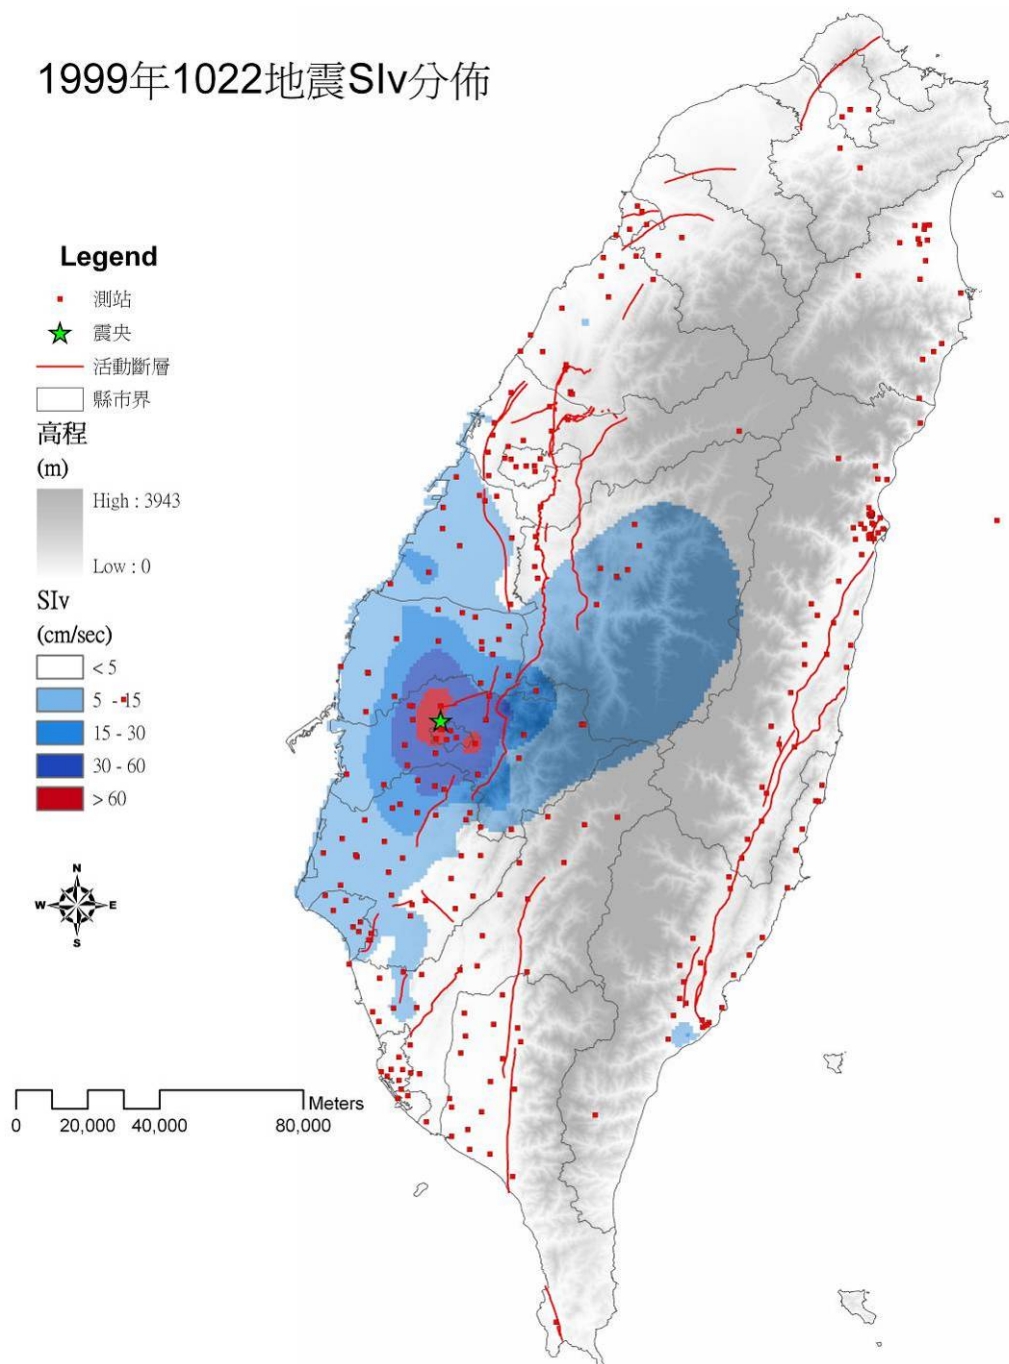 1999年1022地震SIv分佈
Legend
測站
震央
活動斷層
縣市界
高程
(m)
High : 3943
Low : 0
SIv
(cm/sec)
< 5
5 - 15
15 - 30
30 - 60
> 60
N
W E
S
Meters
0 20,000 40,000 80,000